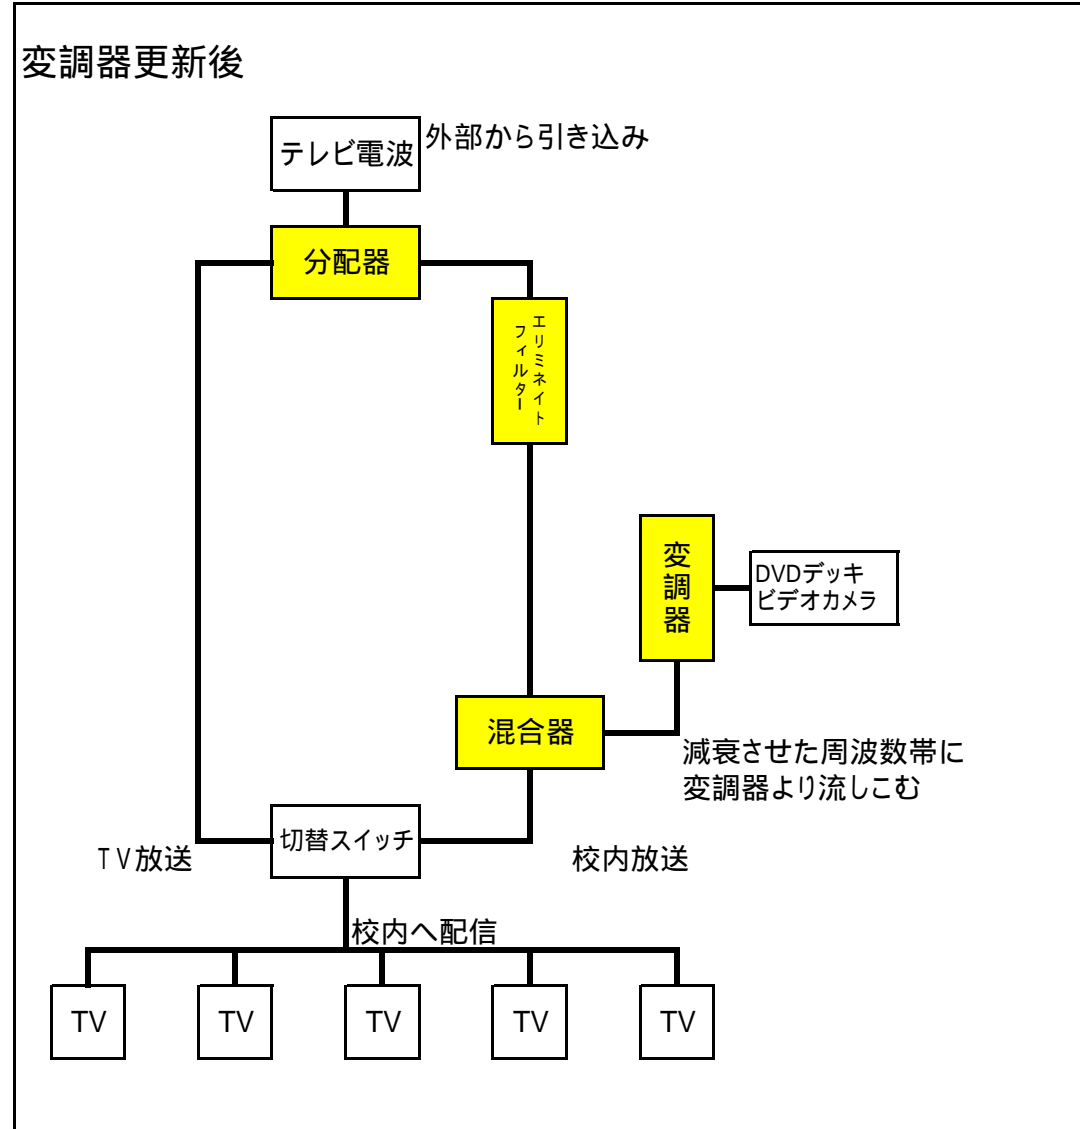 変調器更新後
テレビ電波
外部から引き込み
分配器
エリミネイト
フィルター
変調器
DVDデッキ
ビデオカメラ
混合器
減衰させた周波数帯に
変調器より流しこむ
切替スイッチ
TV放送
校内放送
校内へ配信
TV
TV
TV
TV
TV